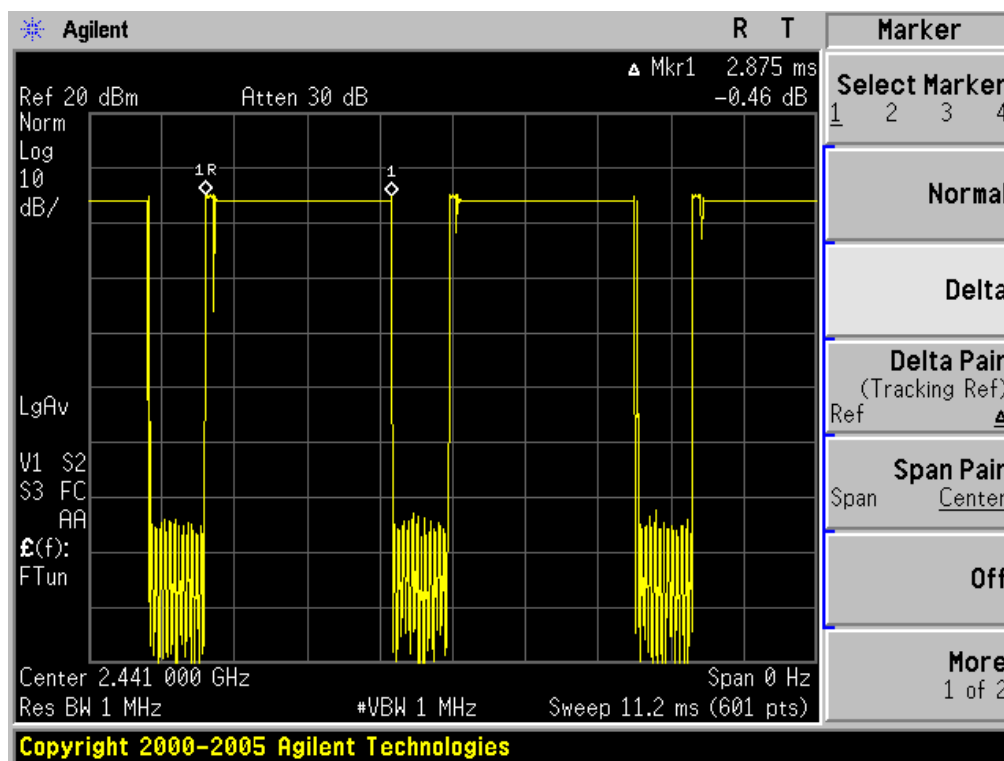 Agilent R T
Marker
Δ Mkr1 2.875 ms
Ref 20 dBm Atten 30 dB -0.46 dB
Norm
Log
10
dB/
1R
1
LgAv
V1 S2
S3 FC
AA
£(f):
FTun
Center 2.441 000 GHz Span 0 Hz
Res BW 1 MHz #VBW 1 MHz Sweep 11.2 ms (601 pts)
Select Marker
1 2 3 4
Normal
Delta
Delta Pair
(Tracking Ref)
Ref Δ
Span Pair
Span Center
Off
More
1 of 2
Copyright 2000-2005 Agilent Technologies